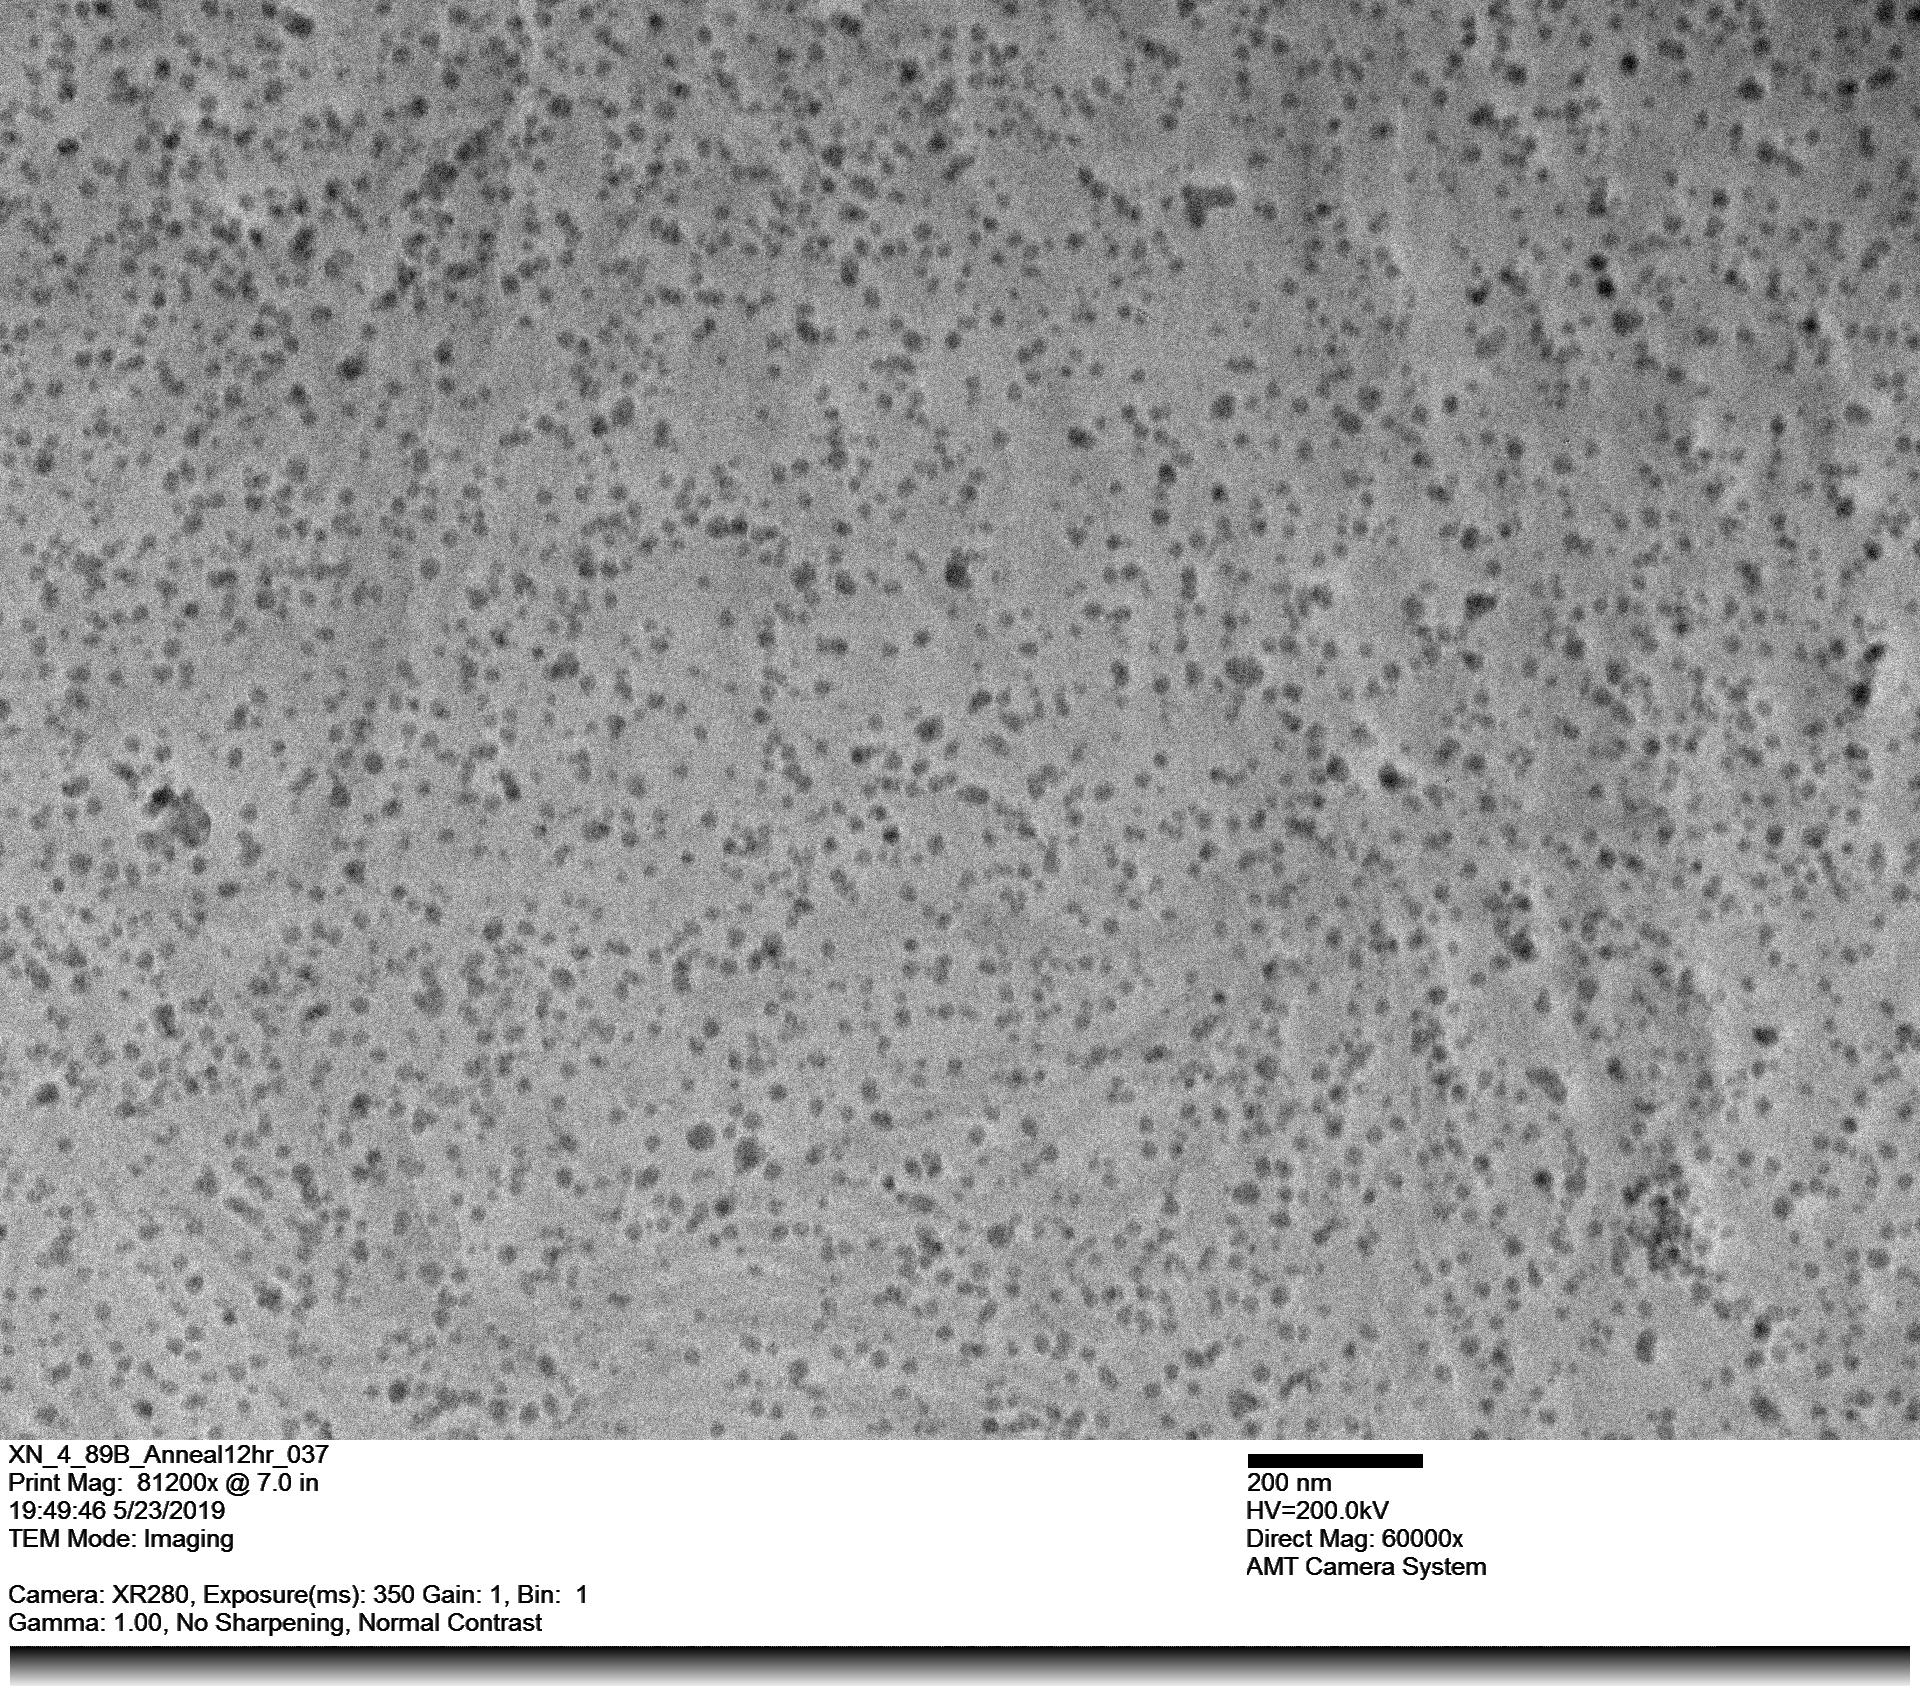 XN_4_89B_Anneal12hr_037
Print Mag: 81200x @ 7.0 in
19:49:46 5/23/2019
TEM Mode: Imaging
Camera: XR280, Exposure(ms): 350 Gain: 1, Bin: 1
Gamma: 1.00, No Sharpening, Normal Contrast
200 nm
HV=200.0kV
Direct Mag: 60000x
AMT Camera System